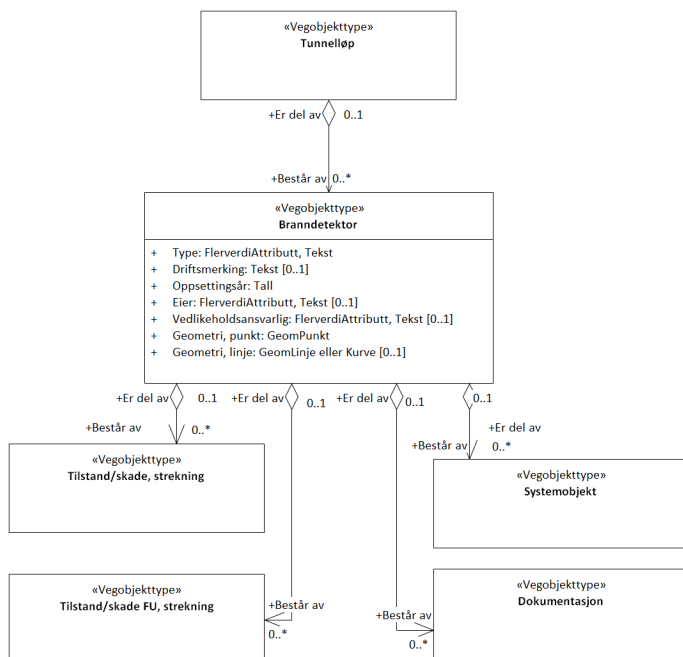 «Vegobjekttype»
Tunnelløp
+Er del av 0..1
+Består av 0..*
«Vegobjekttype»
Branndetektor
+ Type: FlerverdiAttributt, Tekst
+ Driftsmerking: Tekst [0..1]
+ Oppsettingsår: Tall
+ Eier: FlerverdiAttributt, Tekst [0..1]
+ Vedlikeholdsansvarlig: FlerverdiAttributt, Tekst [0..1]
+ Geometri, punkt: GeomPunkt
+ Geometri, linje: GeomLinje eller Kurve [0..1]
+Er del av 0..1 +Er del av 0..1 +Er del av 0..1 0..1
+Består av 0..* +Er del av
+Består av 0..*
«Vegobjekttype»
Tilstand/skade, strekning
«Vegobjekttype»
Systemobjekt
«Vegobjekttype»
Tilstand/skade FU, strekning
+Består av
0..*
«Vegobjekttype»
Dokumentasjon
+Består av
0..*